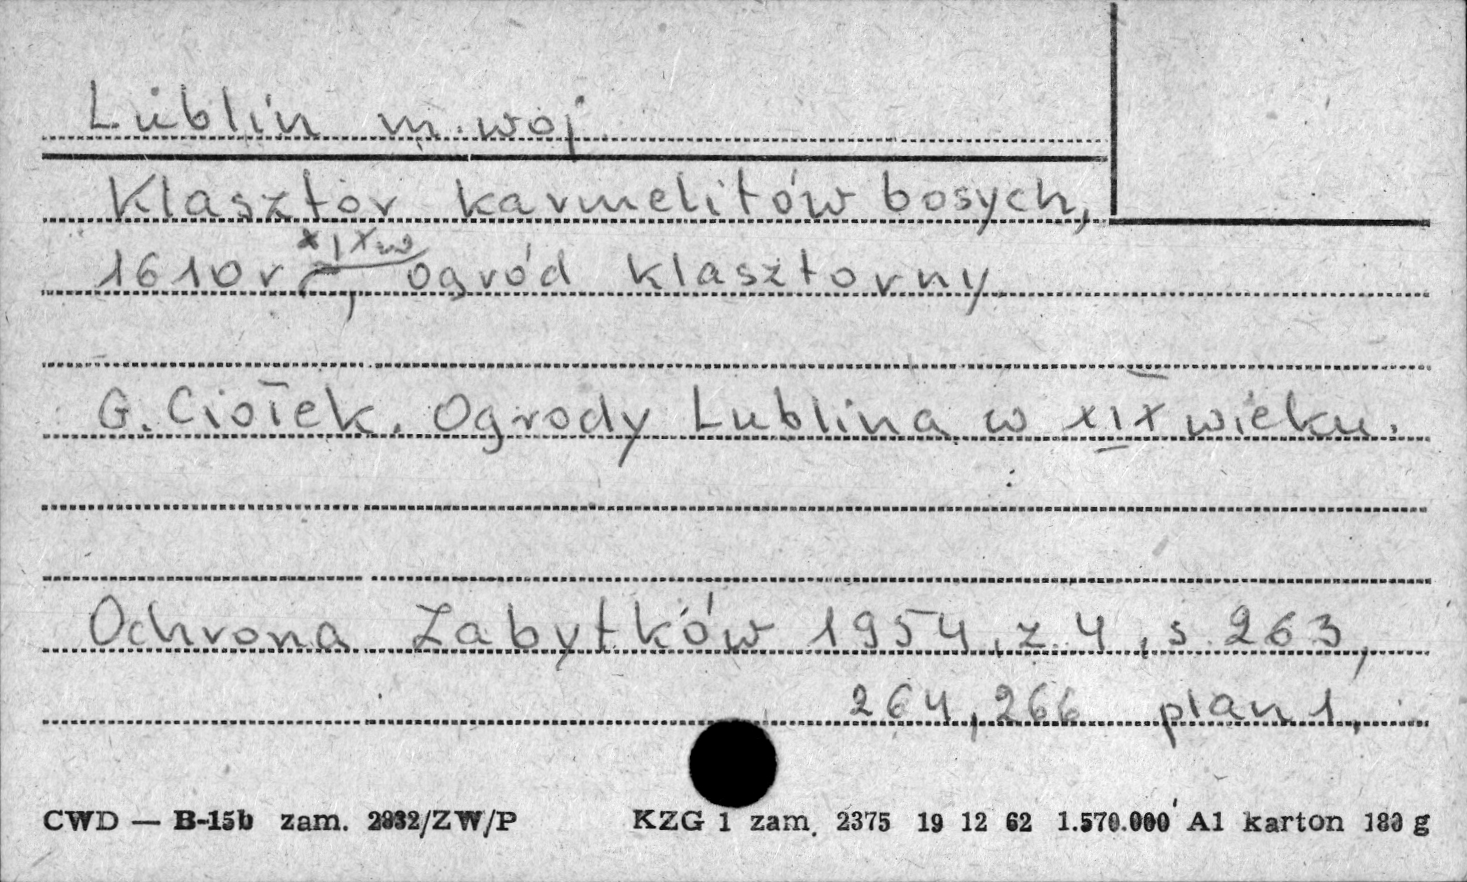 Lublin m. woj.
Klasztor karmelitów bosych,
XIX w
1610 r, ogród klasztorny
G. Ciołek. Ogrody Lublina w XIX wieku.
Ochrona Zabytków 1954, z. 4, s. 263,
264, 266 plan 1,
CWD — B-15b zam. 2932/ZW/P KZG 1 zam. 2375 19 12 62 1.570.000 A1 karton 180 g